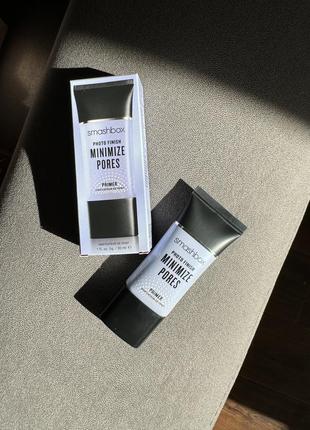 smashbox
PHOTO FINISH
MINIMIZE
PORES
PRIMER
smashbox
PHOTO FINISH
MINIMIZE
PORES
PRIMER